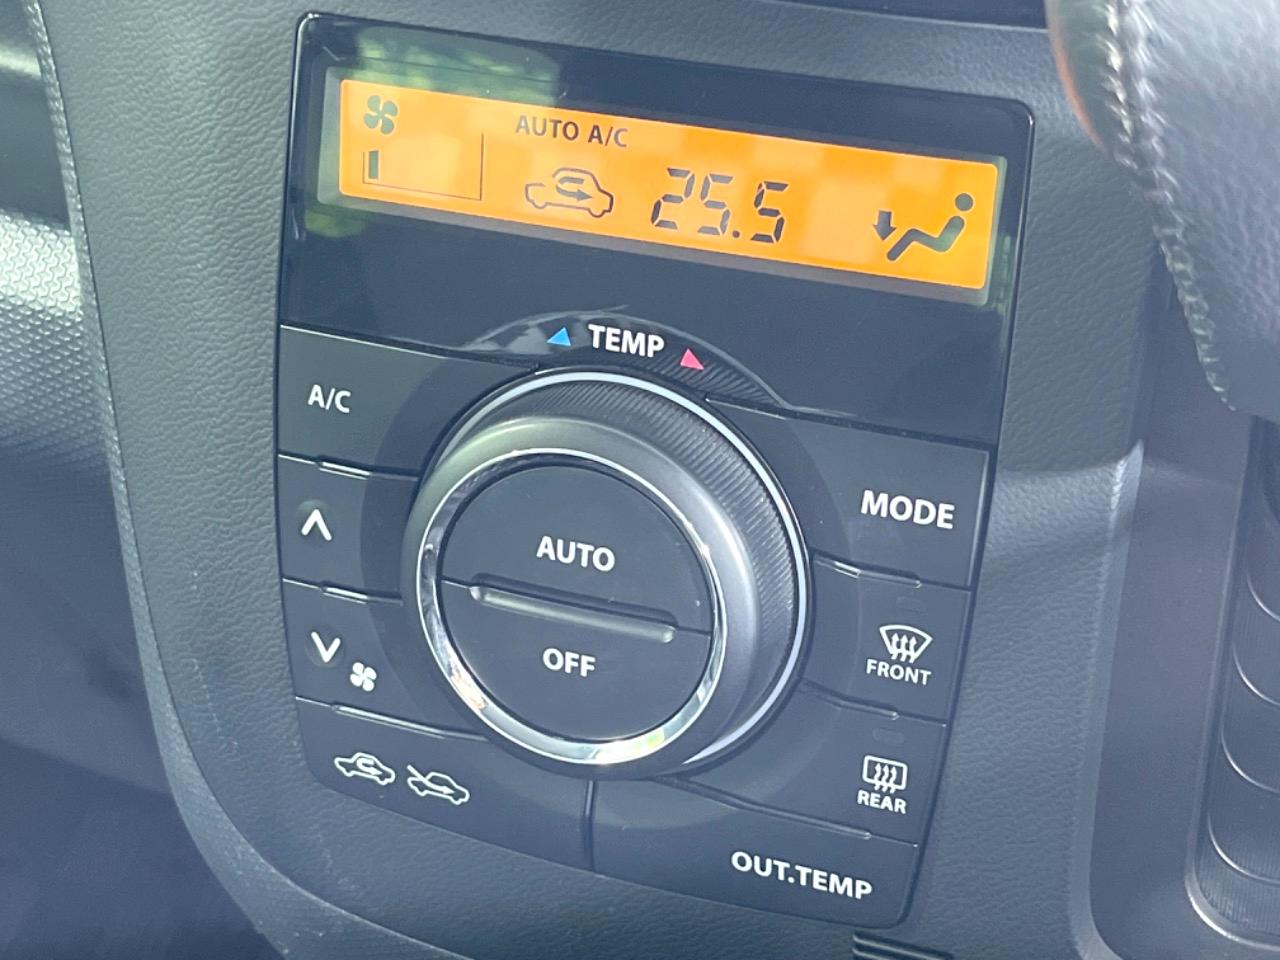 AUTO A/C
25.5
TEMP
A/C
MODE
AUTO
OFF
FRONT
REAR
OUT.TEMP